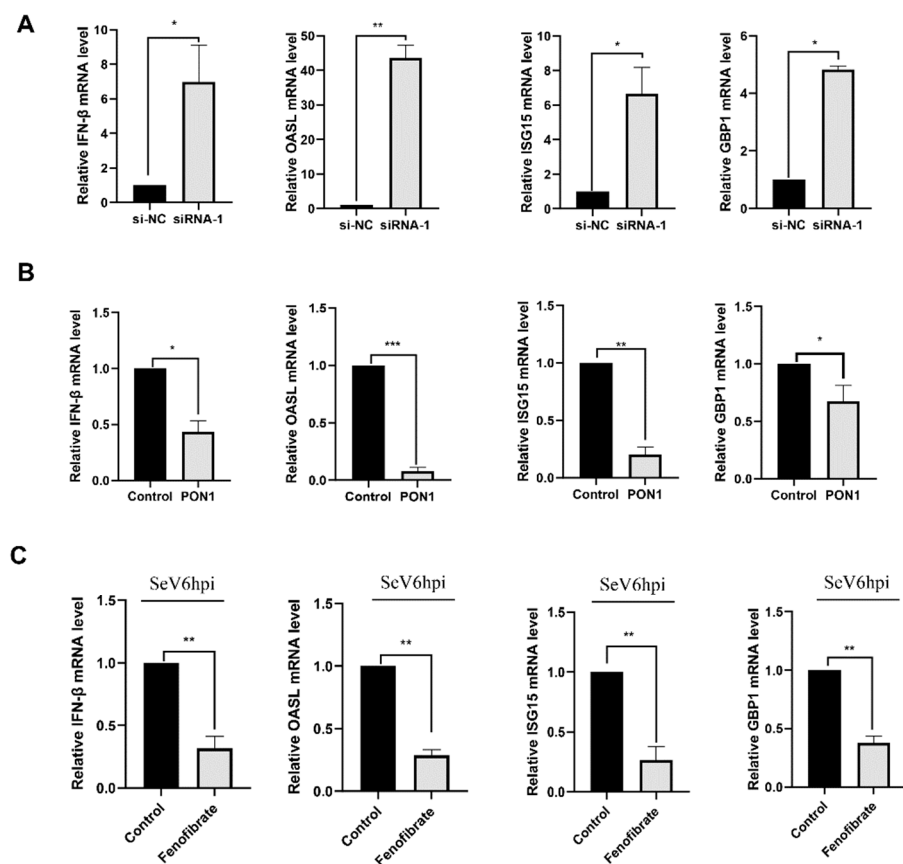 A
Relative IFN-β mRNA level
10
8
6
4
2
0
*
si-NC siRNA-1
Relative OASL mRNA level
50
40
30
20
10
0
**
si-NC siRNA-1
Relative ISG15 mRNA level
10
8
6
4
2
0
*
si-NC siRNA-1
Relative GBP1 mRNA level
6
4
2
0
*
si-NC siRNA-1
B
Relative IFN-β mRNA level
1.5
1.0
0.5
0.0
*
Control PON1
Relative OASL mRNA level
1.5
1.0
0.5
0.0
***
Control PON1
Relative ISG15 mRNA level
1.5
1.0
0.5
0.0
**
Control PON1
Relative GBP1 mRNA level
1.5
1.0
0.5
0.0
*
Control PON1
C
SeV6hpi
Relative IFN-β mRNA level
1.5
1.0
0.5
0.0
**
Control
Fenofibrate
SeV6hpi
Relative OASL mRNA level
1.5
1.0
0.5
0.0
**
Control
Fenofibrate
SeV6hpi
Relative ISG15 mRNA level
1.5
1.0
0.5
0.0
**
Control
Fenofibrate
SeV6hpi
Relative GBP1 mRNA level
1.5
1.0
0.5
0.0
**
Control
Fenofibrate